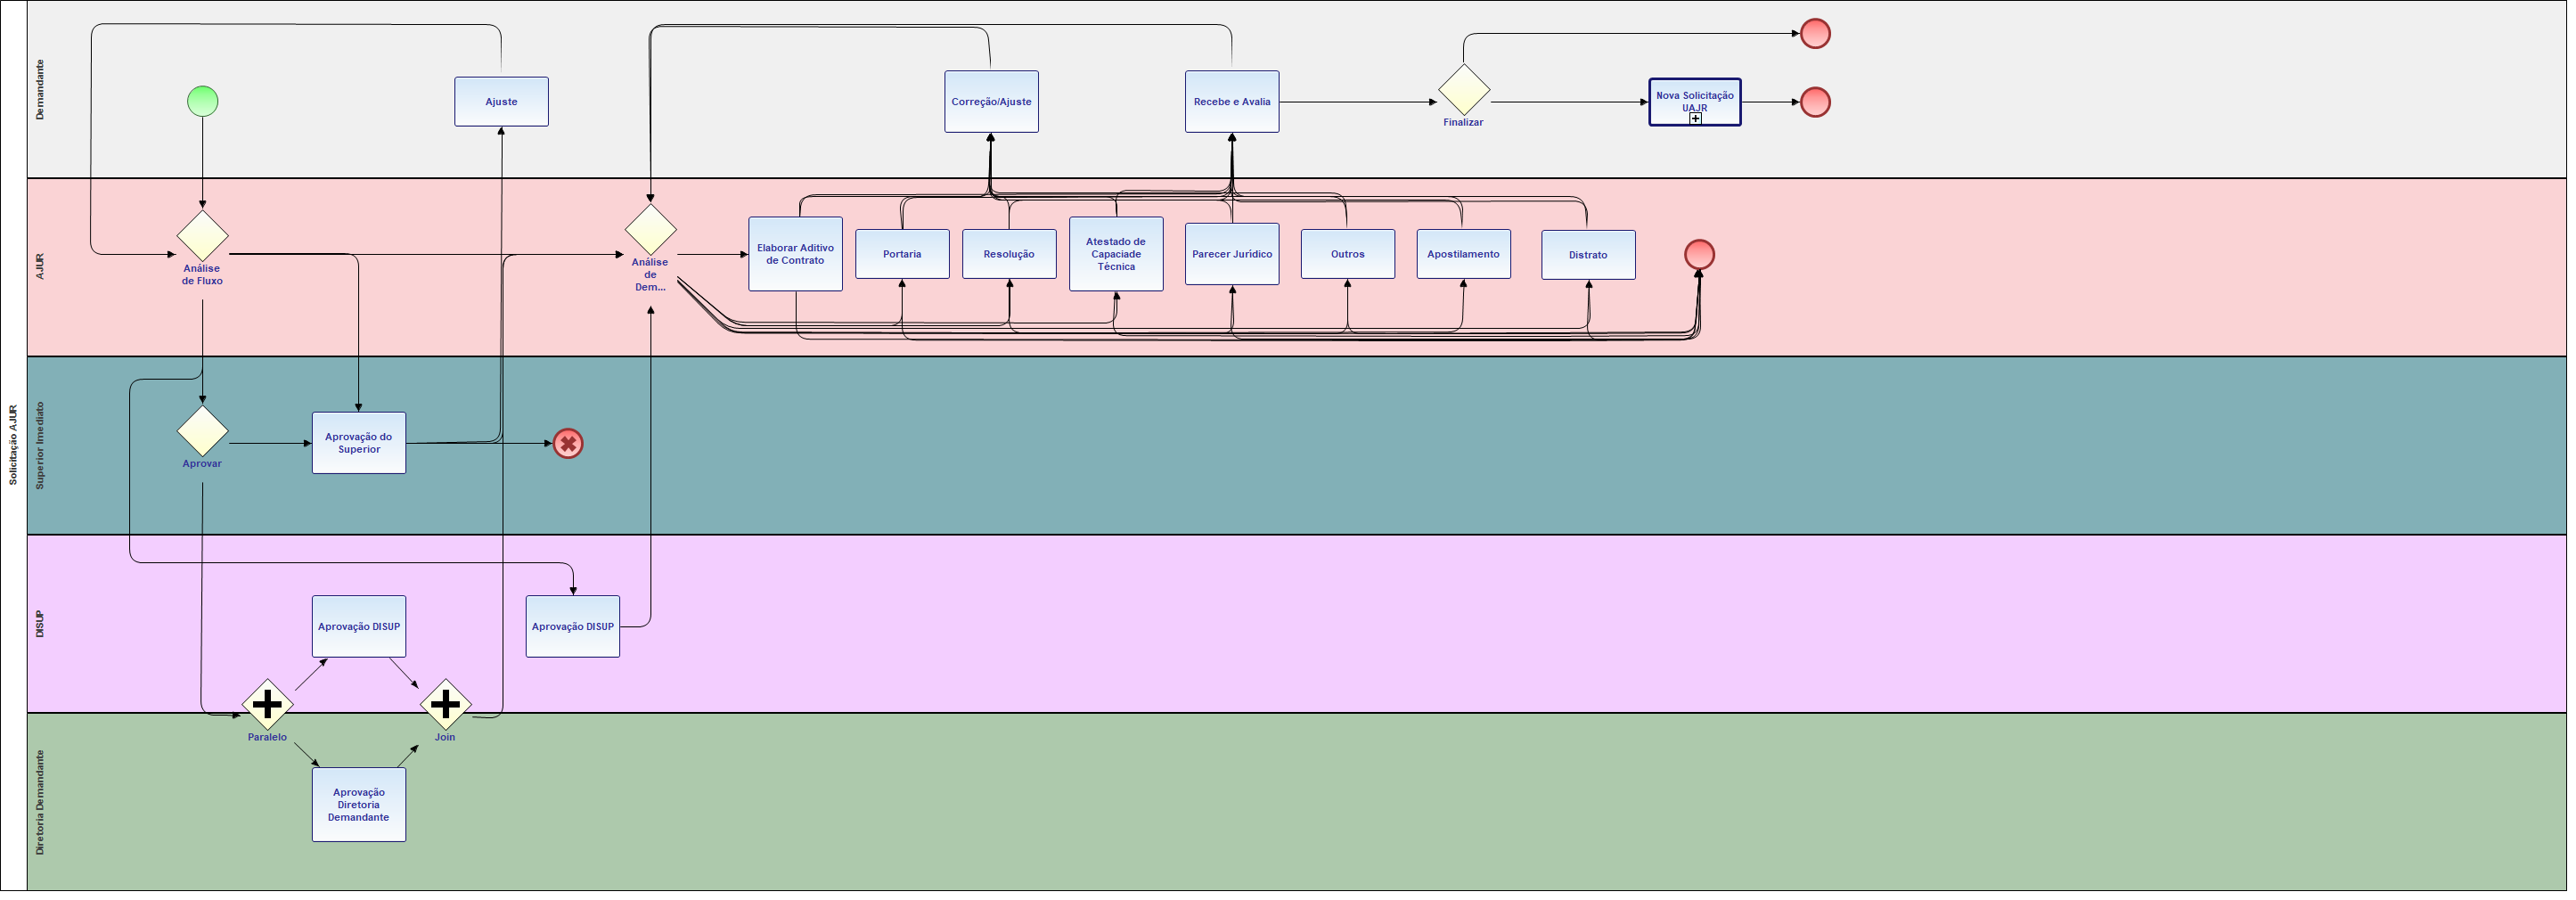 Solicitação AJUR
Demandante
Ajuste
Correção/Ajuste
Recebe e Avalia
Finalizar
Nova Solicitação
UAJR
AJUR
Análise
de Fluxo
Análise
de
Dem...
Elaborar Aditivo
de Contrato
Portaria
Resolução
Atestado de
Capaciade
Técnica
Parecer Jurídico
Outros
Apostilamento
Distrato
Superior Imediato
Aprovar
Aprovação do
Superior
DISUP
Aprovação DISUP
Aprovação DISUP
Paralelo
Join
Diretoria Demandante
Aprovação
Diretoria
Demandante